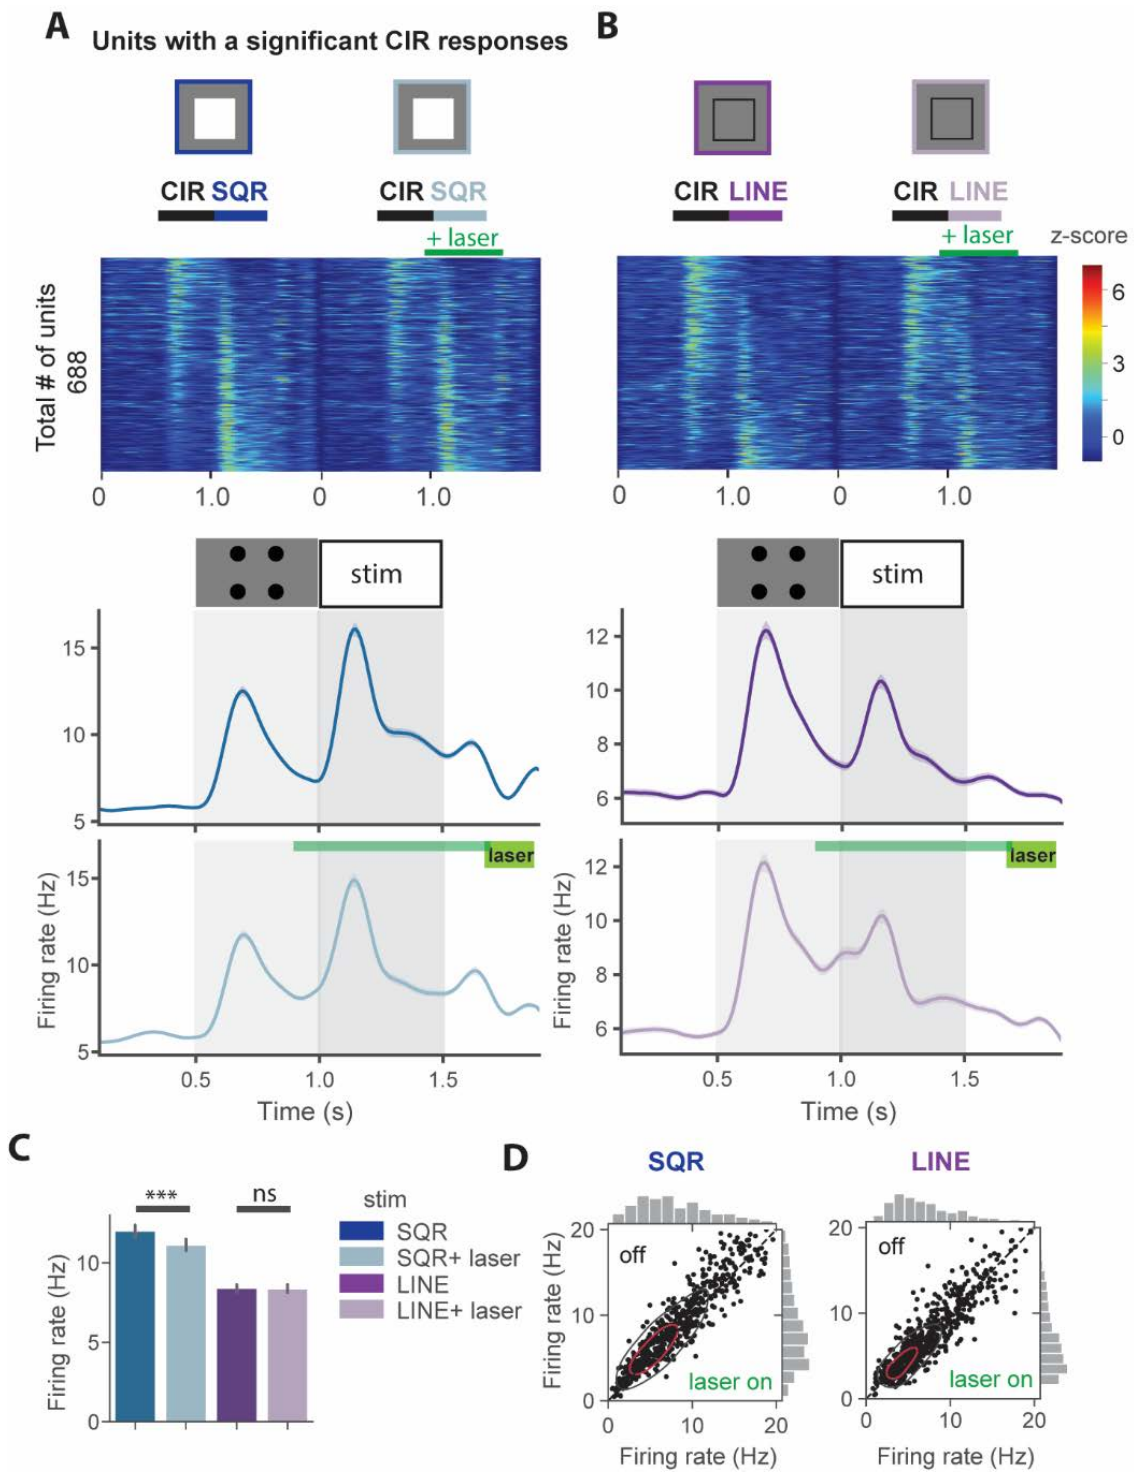 A
Units with a significant CIR responses
B
CIR SQR
CIR SQR
CIR LINE
CIR LINE
+ laser
+ laser
z-score
Total # of units
688
6
3
0
0 1.0 0 1.0
0 1.0 0 1.0
stim
stim
15
10
5
12
10
8
6
laser
laser
Firing rate (Hz)
15
10
5
Firing rate (Hz)
12
10
8
6
0.5 1.0 1.5
0.5 1.0 1.5
Time (s)
Time (s)
C
***
ns
Firing rate (Hz)
10
5
0
stim
SQR
SQR+ laser
LINE
LINE+ laser
D
SQR
LINE
Firing rate (Hz)
20
10
0
off
laser on
0 10 20
Firing rate (Hz)
20
10
0
off
laser on
0 10 20
Firing rate (Hz)